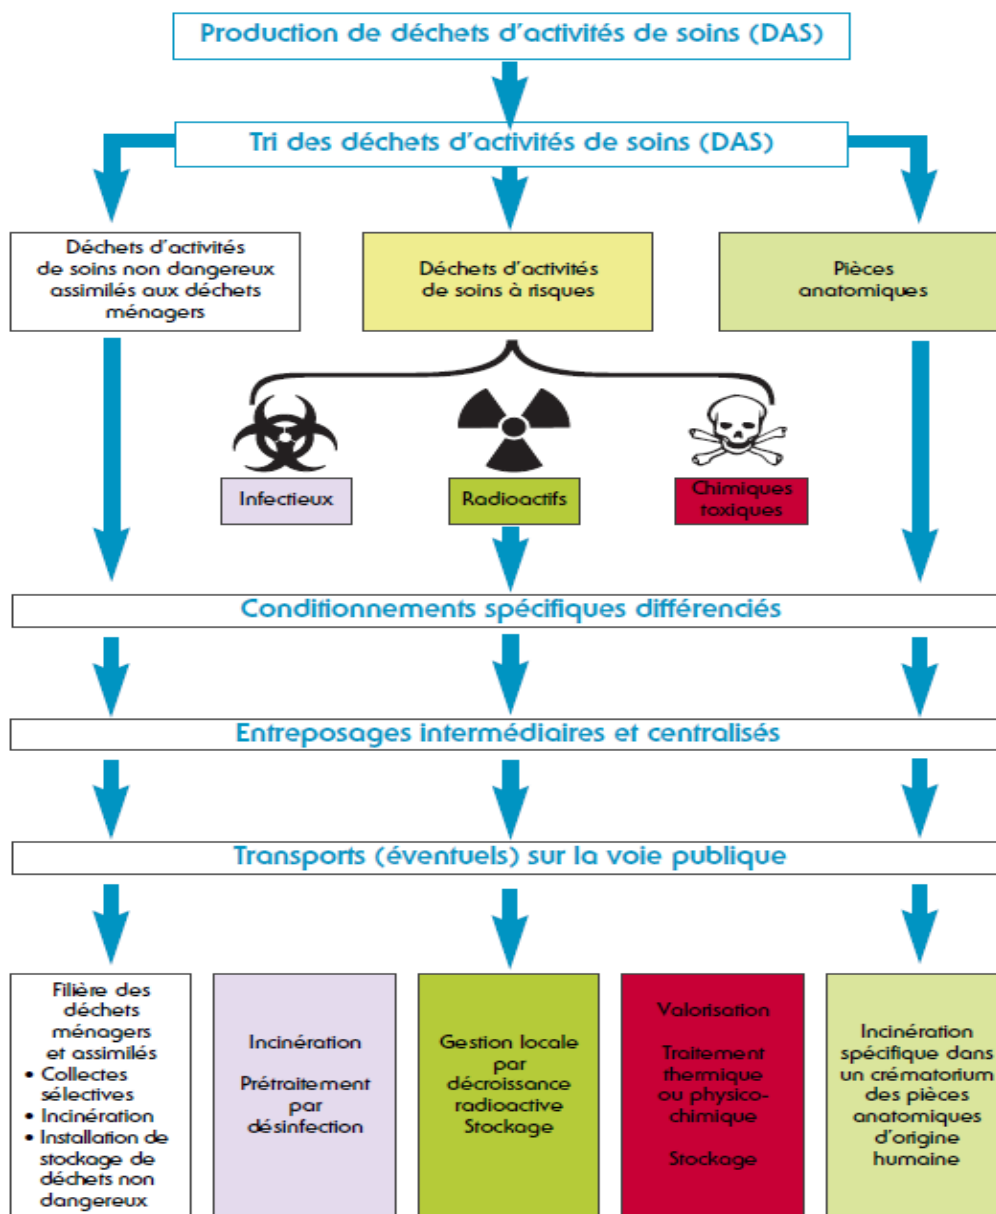 Production de déchets d'activités de soins (DAS)
Tri des déchets d'activités de soins (DAS)
Déchets d'activités
de soins non dangereux
assimilés aux déchets
ménagers
Déchets d'activités
de soins à risques
Pièces
anatomiques
Infectieux
Radioactifs
Chimiques
toxiques
Conditionnements spécifiques différenciés
Entreposages intermédiaires et centralisés
Transports (éventuels) sur la voie publique
Filière des
déchets
ménagers
et assimilés
• Collectes
sélectives
• Incinération
• Installation de
stockage de
déchets non
dangereux
Incinération
Prétraitement
par
désinfection
Gestion locale
par
décroissance
radioactive
Stockage
Valorisation
Traitement
thermique
ou physico-
chimique
Stockage
Incinération
spécifique dans
un crématorium
des pièces
anatomiques
d'origine
humaine